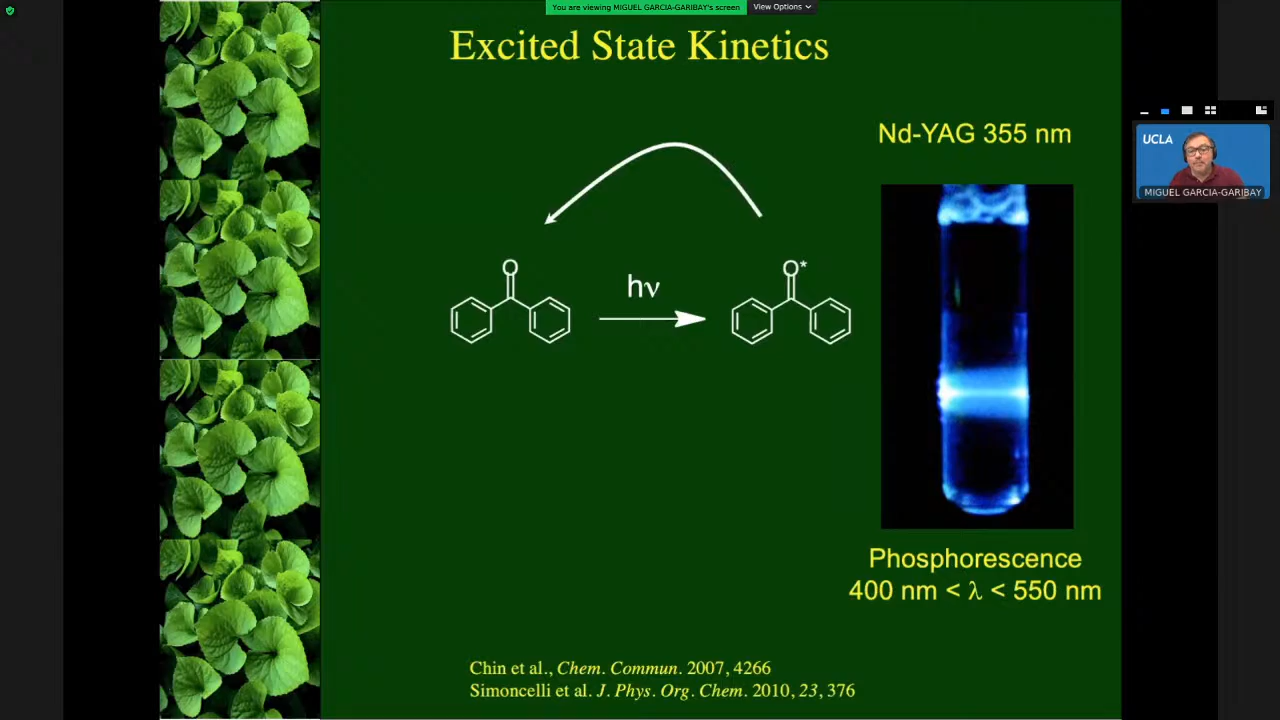 You are viewing MIGUEL GARCIA-GARIBAY's screen
View Options
Excited State Kinetics
Nd-YAG 355 nm
UCLA
MIGUEL GARCIA-GARIBAY
O
hν
O*
Phosphorescence
400 nm < λ < 550 nm
Chin et al., Chem. Commun. 2007, 4266
Simoncelli et al. J. Phys. Org. Chem. 2010, 23, 376